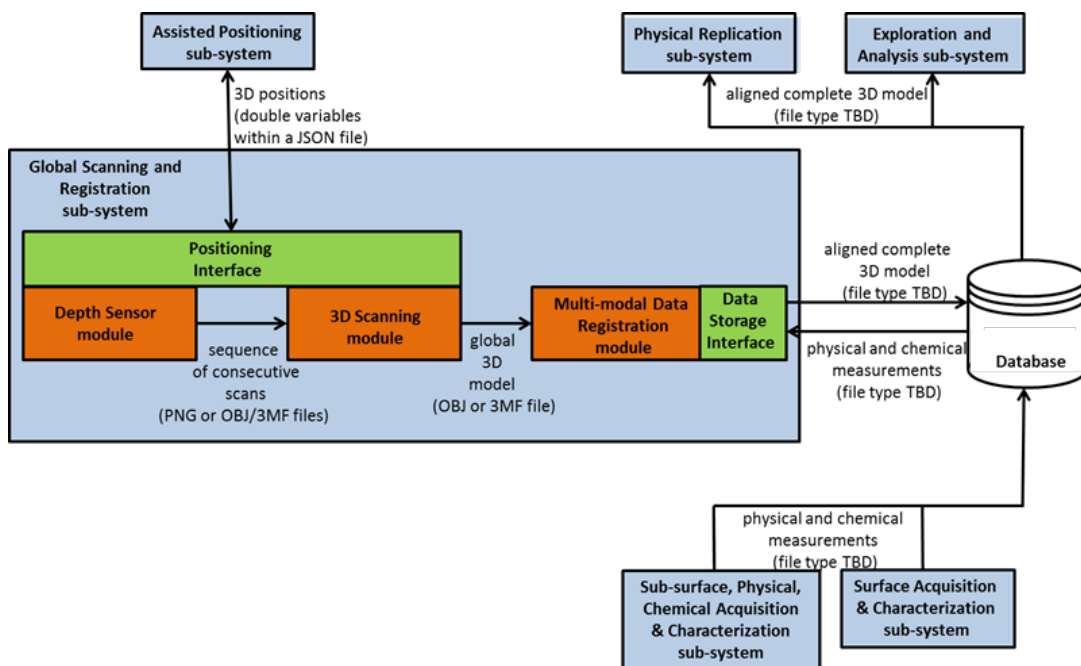 Assisted Positioning
sub-system
Physical Replication
sub-system
Exploration and
Analysis sub-system
3D positions
(double variables
within a JSON file)
aligned complete 3D model
(file type TBD)
Global Scanning and
Registration
sub-system
Positioning
Interface
Depth Sensor
module
3D Scanning
module
Multi-modal Data
Registration
module
Data
Storage
Interface
sequence
of consecutive
scans
(PNG or OBJ/3MF files)
global
3D
model
(OBJ or 3MF file)
aligned complete
3D model
(file type TBD)
physical and chemical
measurements
(file type TBD)
Database
physical and chemical
measurements
(file type TBD)
Sub-surface, Physical,
Chemical Acquisition
& Characterization
sub-system
Surface Acquisition
& Characterization
sub-system